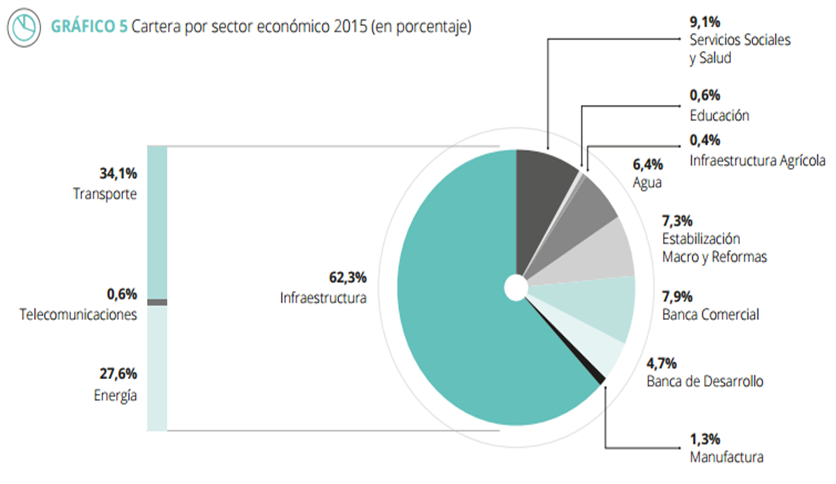 GRÁFICO 5 Cartera por sector económico 2015 (en porcentaje)
9,1%
Servicios Sociales
y Salud
0,6%
Educación
0,4%
Infraestructura Agrícola
6,4%
Agua
7,3%
Estabilización
Macro y Reformas
7,9%
Banca Comercial
4,7%
Banca de Desarrollo
1,3%
Manufactura
62,3%
Infraestructura
34,1%
Transporte
0,6%
Telecomunicaciones
27,6%
Energía